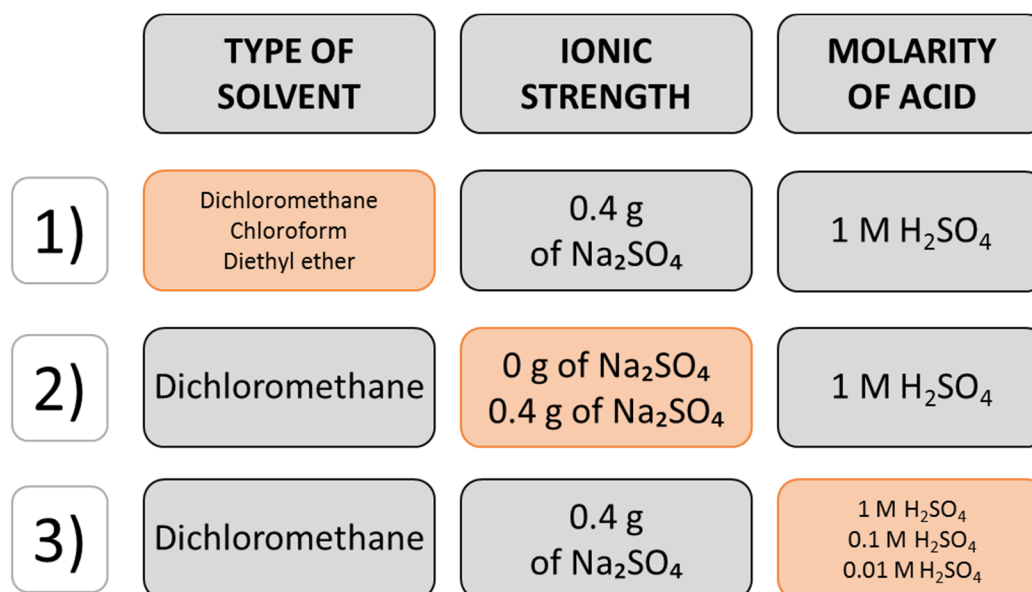 TYPE OF
SOLVENT
IONIC
STRENGTH
MOLARITY
OF ACID
1)
Dichloromethane
Chloroform
Diethyl ether
0.4 g
of Na₂SO₄
1 M H₂SO₄
2)
Dichloromethane
0 g of Na₂SO₄
0.4 g of Na₂SO₄
1 M H₂SO₄
3)
Dichloromethane
0.4 g
of Na₂SO₄
1 M H₂SO₄
0.1 M H₂SO₄
0.01 M H₂SO₄